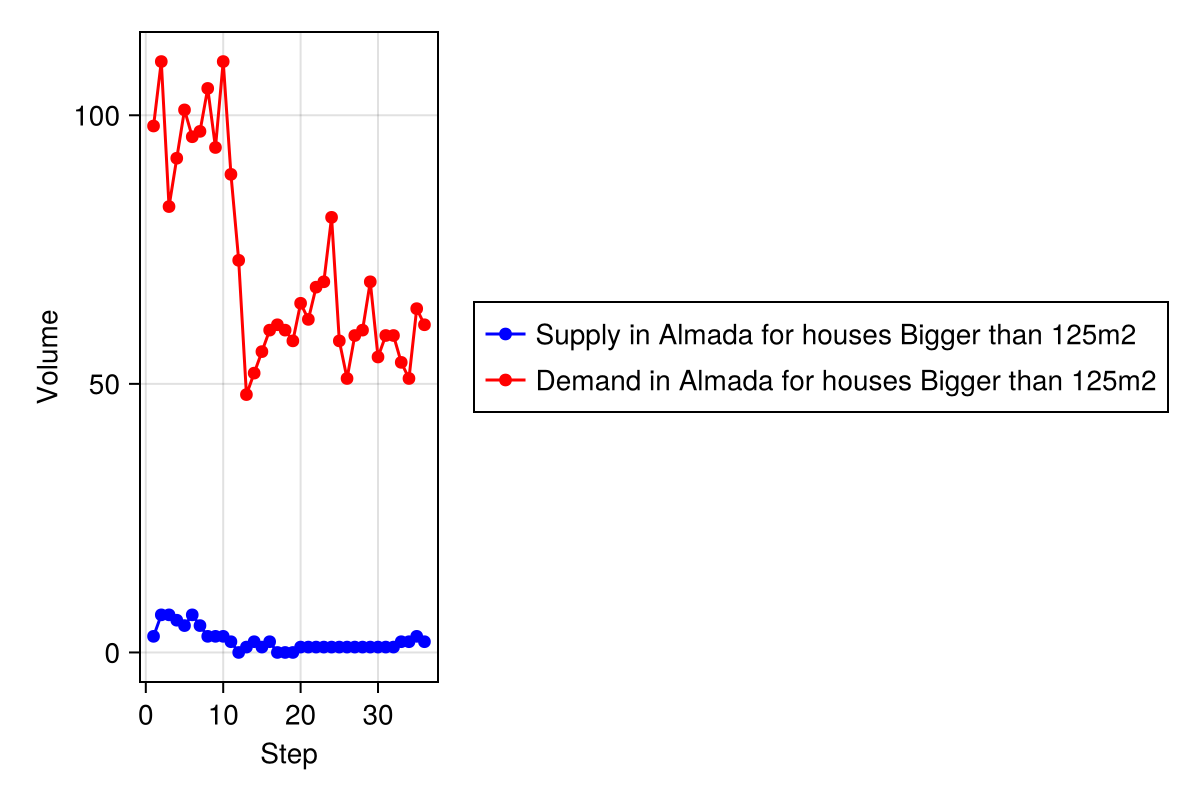 100
50
0
Volume
0 10 20 30
Step
Supply in Almada for houses Bigger than 125m2
Demand in Almada for houses Bigger than 125m2